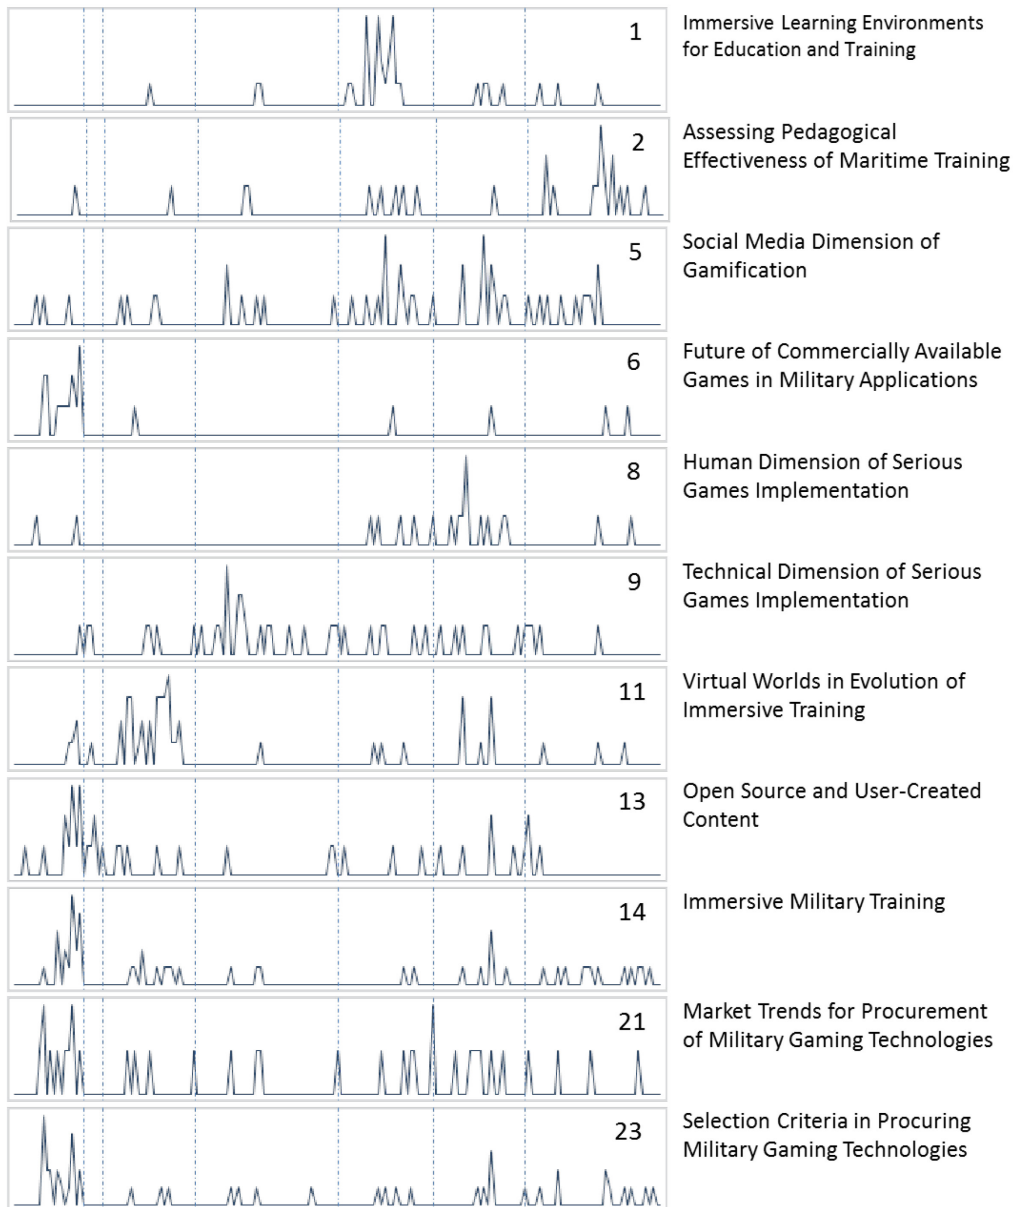 1
Immersive Learning Environments
for Education and Training
2
Assessing Pedagogical
Effectiveness of Maritime Training
5
Social Media Dimension of
Gamification
6
Future of Commercially Available
Games in Military Applications
8
Human Dimension of Serious
Games Implementation
9
Technical Dimension of Serious
Games Implementation
11
Virtual Worlds in Evolution of
Immersive Training
13
Open Source and User-Created
Content
14
Immersive Military Training
21
Market Trends for Procurement
of Military Gaming Technologies
23
Selection Criteria in Procuring
Military Gaming Technologies